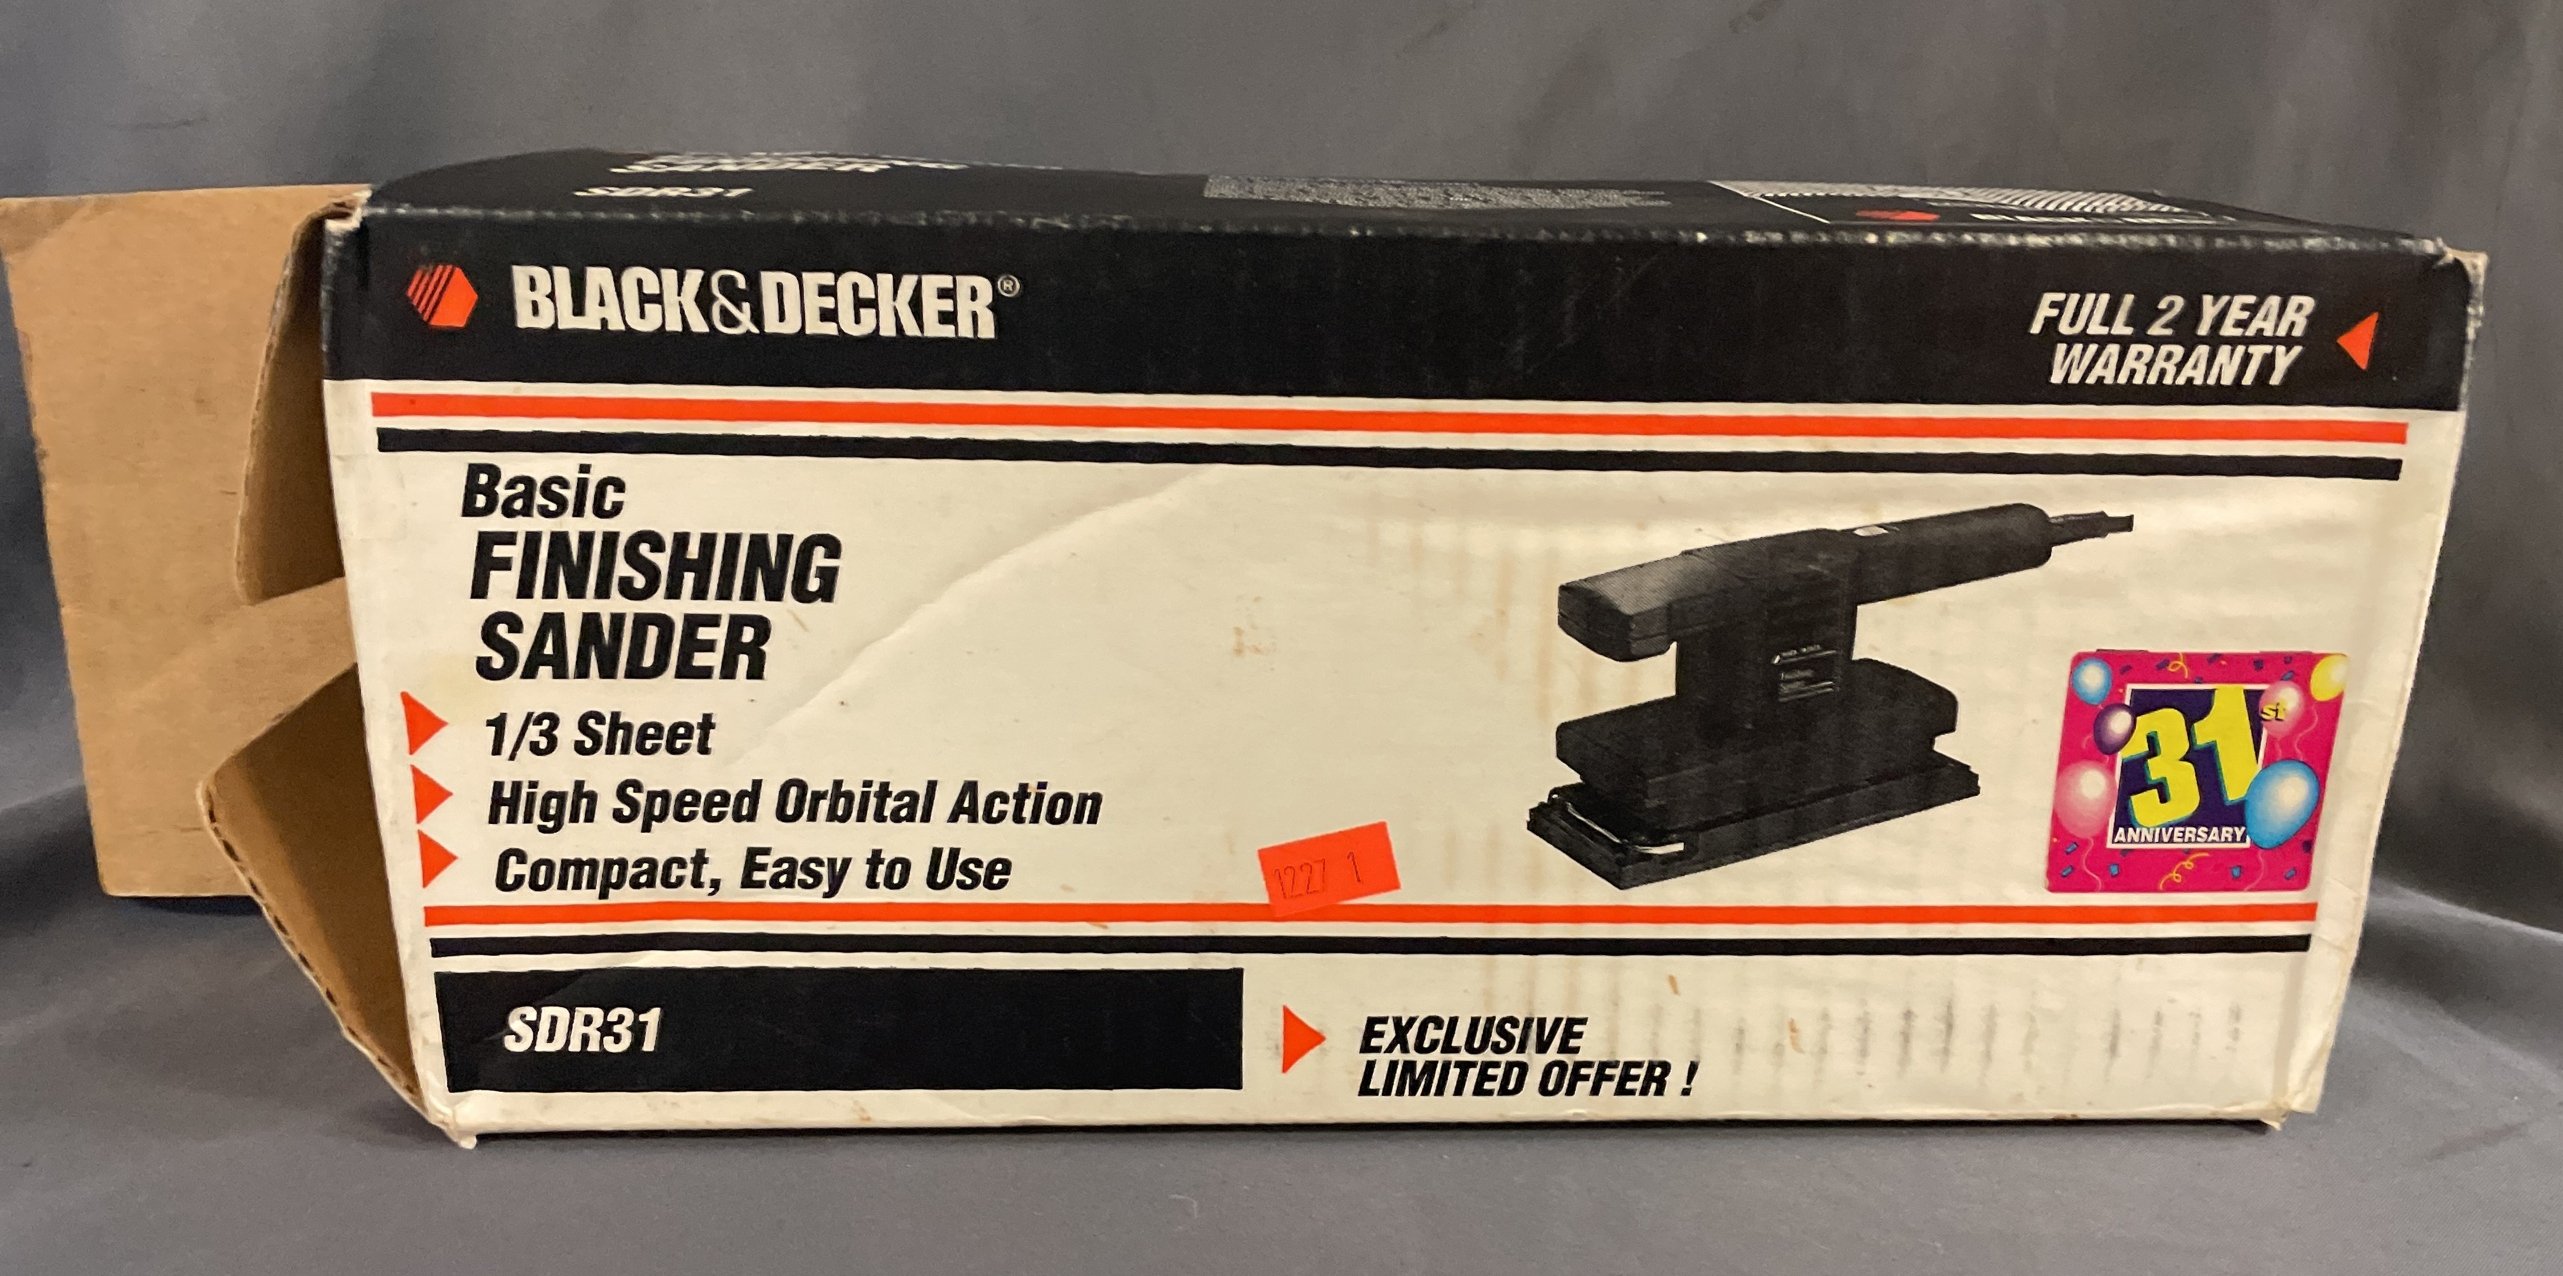 SANDER
SDR31
BLACK&DECKER®
FULL 2 YEAR
WARRANTY
Basic
FINISHING
SANDER
1/3 Sheet
High Speed Orbital Action
Compact, Easy to Use
1227 1
31st
ANNIVERSARY
SDR31
EXCLUSIVE
LIMITED OFFER !